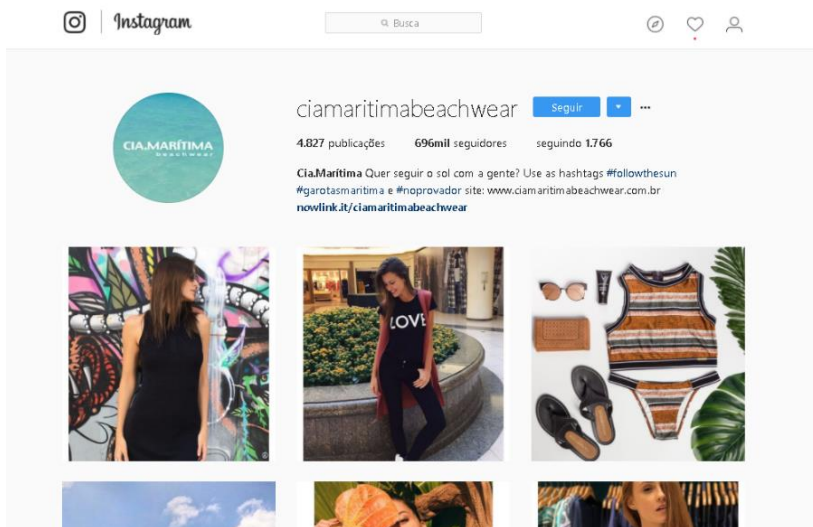 Instagram
Busca
ciamaritimabeachwear Seguir
4.827 publicações 696mil seguidores seguindo 1.766
Cia.Marítima Quer seguir o sol com a gente? Use as hashtags #followthesun
#garotasmaritima e #noprovador site: www.ciamaritimabeachwear.com.br
nowlink.it/ciamaritimabeachwear
CIA.MARÍTIMA
beachwear
LOVE